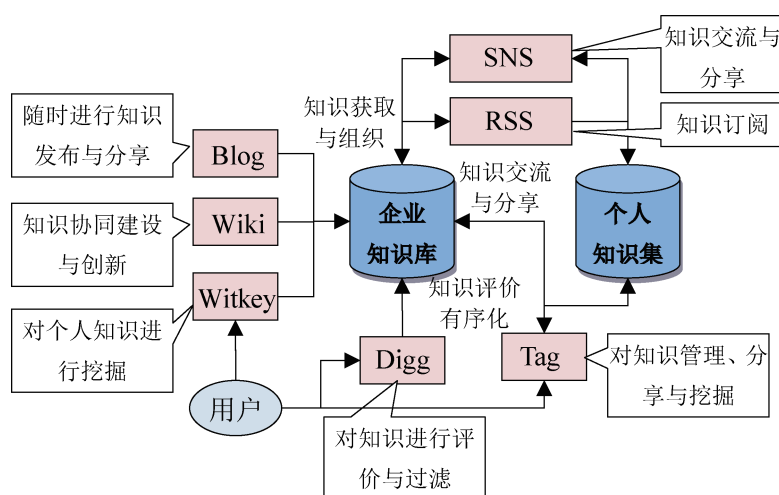 SNS
知识交流与
分享
知识获取
与组织
RSS
知识订阅
随时进行知识
发布与分享
Blog
知识交流
与分享
企业
知识库
个人
知识集
知识协同建设
与创新
Wiki
Witkey
知识评价
有序化
对个人知识进
行挖掘
Digg
Tag
对知识管理、分
享与挖掘
用户
对知识进行评
价与过滤